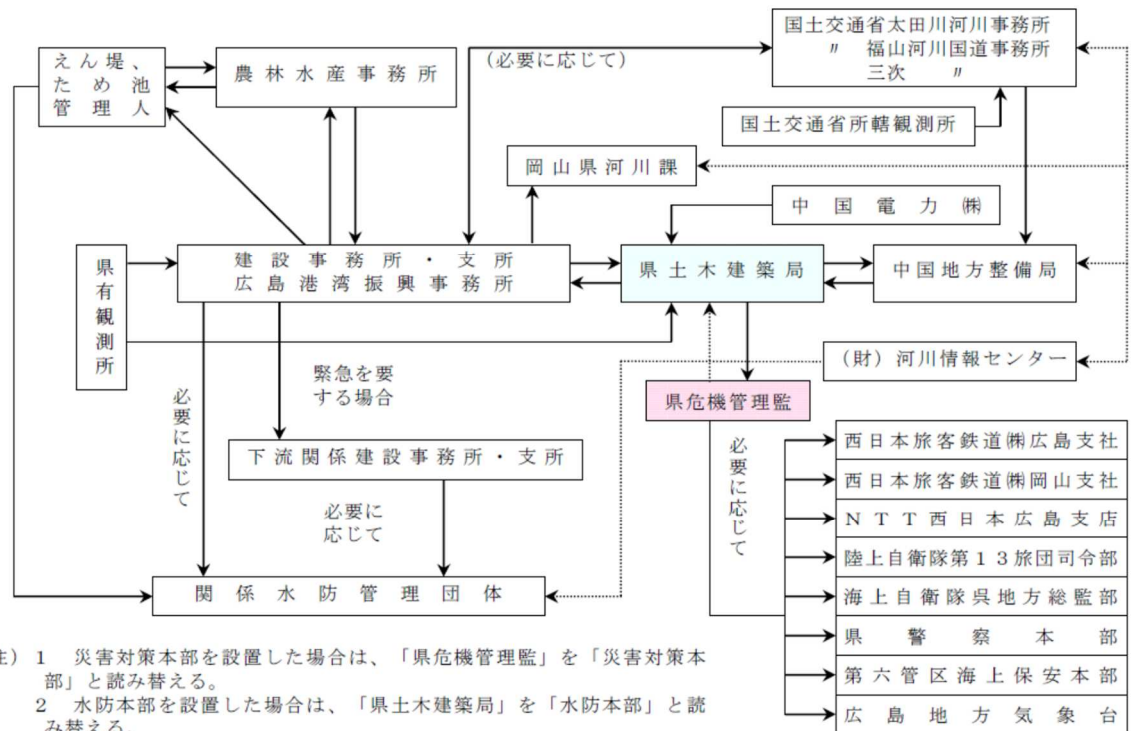 国土交通省太田川河川事務所
〃 福山河川国道事務所
三次 〃
えん堤、
ため池
管理人
農林水産事務所
(必要に応じて)
国土交通省所轄観測所
岡山県河川課
中国電力㈱
県有観測所
建設事務所・支所
広島港湾振興事務所
県土木建築局
中国地方整備局
(財)河川情報センター
緊急を要
する場合
必要に応じて
県危機管理監
下流関係建設事務所・支所
必要に
応じて
必要に応じて
関係水防管理団体
西日本旅客鉄道㈱広島支社
西日本旅客鉄道㈱岡山支社
NTT西日本広島支店
陸上自衛隊第13旅団司令部
海上自衛隊呉地方総監部
県警察本部
第六管区海上保安本部
広島地方気象台
注) 1 災害対策本部を設置した場合は、「県危機管理監」を「災害対策本
部」と読み替える。
2 水防本部を設置した場合は、「県土木建築局」を「水防本部」と読
み替える。